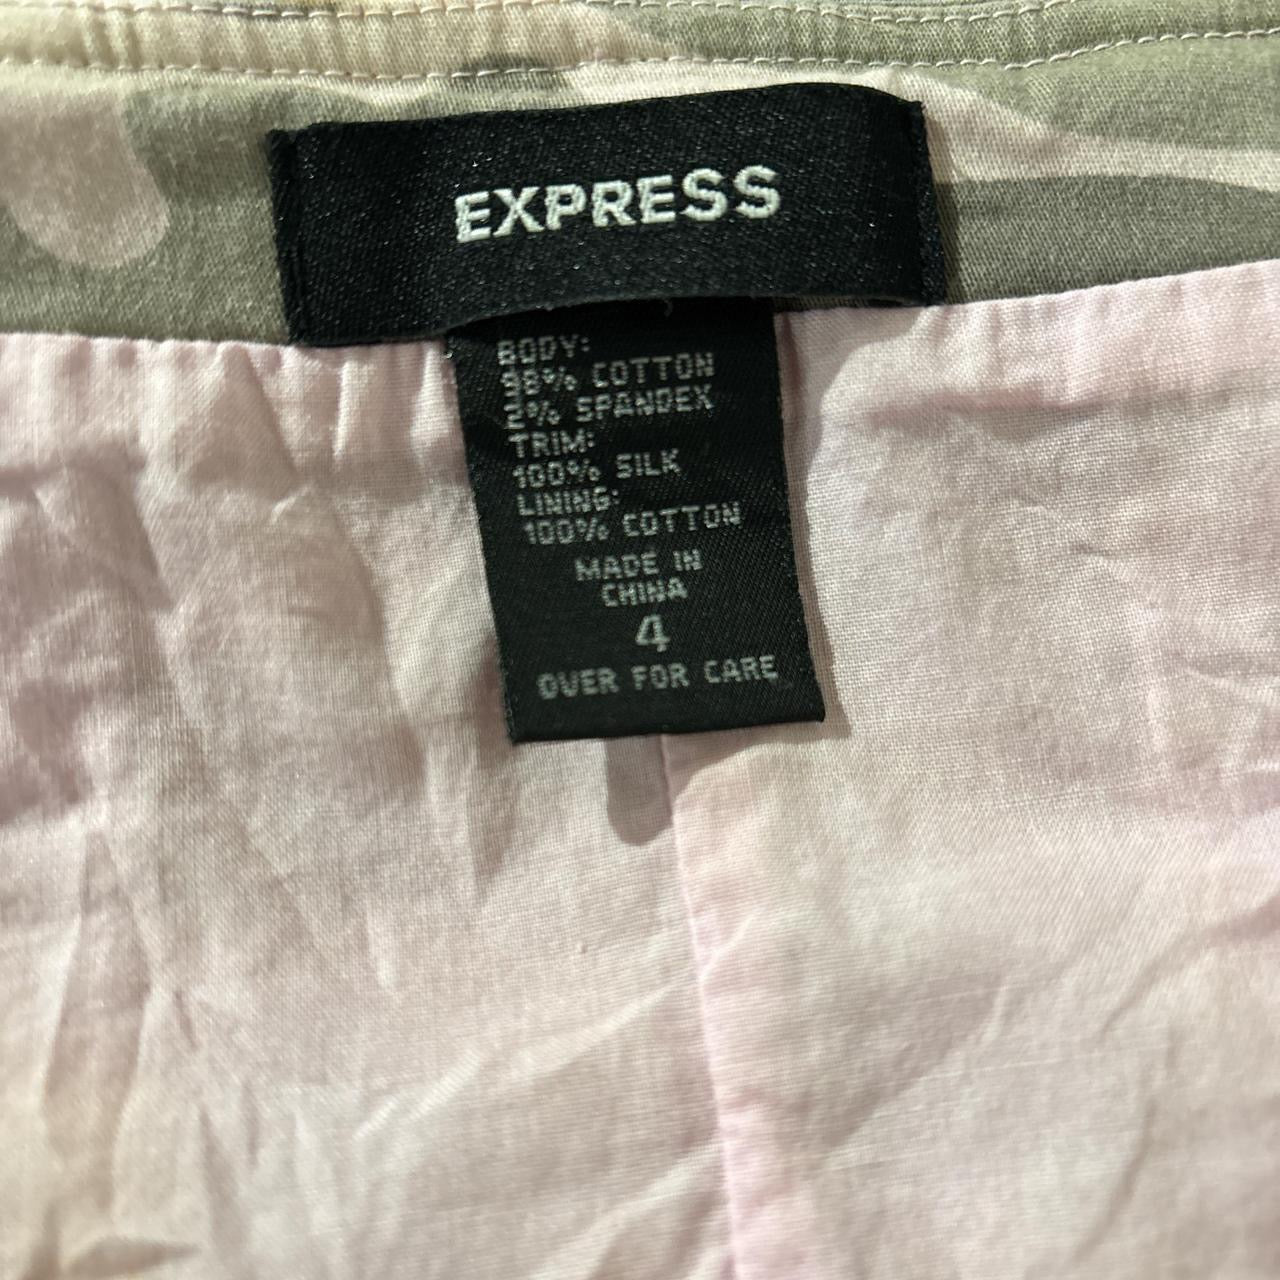 EXPRESS
BODY:
98% COTTON
2% SPANDEX
TRIM:
100% SILK
LINING:
100% COTTON
MADE IN
CHINA
4
OVER FOR CARE